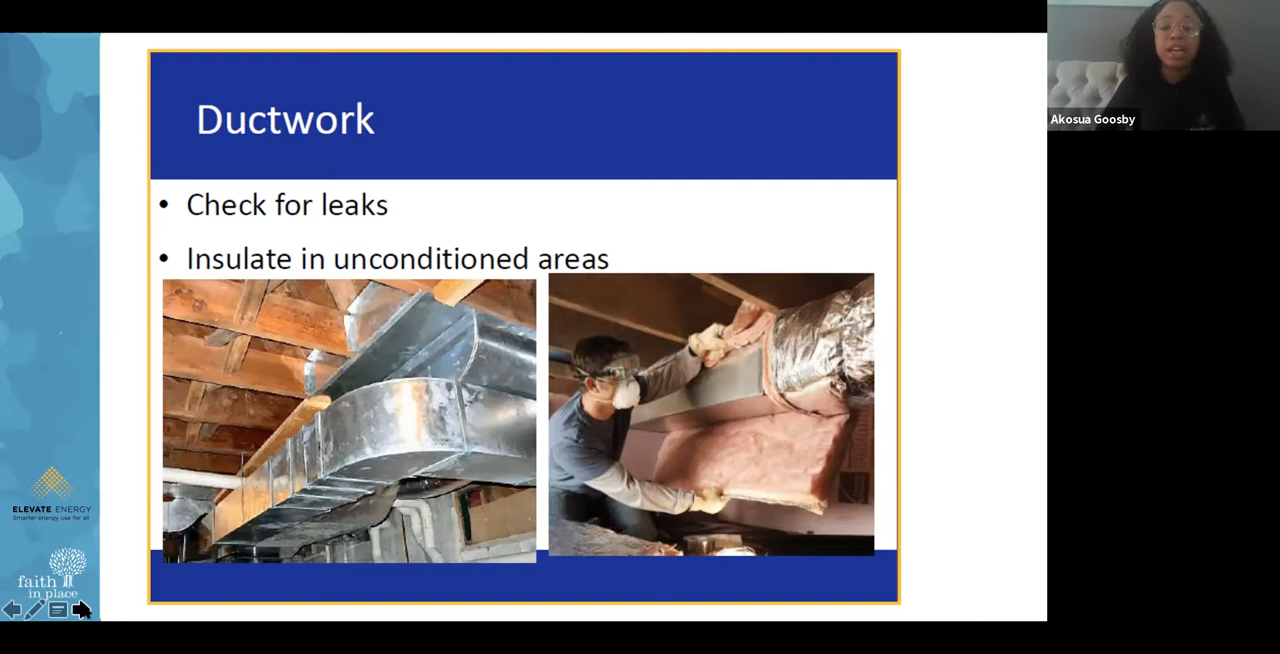 Ductwork
• Check for leaks
• Insulate in unconditioned areas
Akosua Goosby
ELEVATE ENERGY
Smarter energy use for all
faith
in place